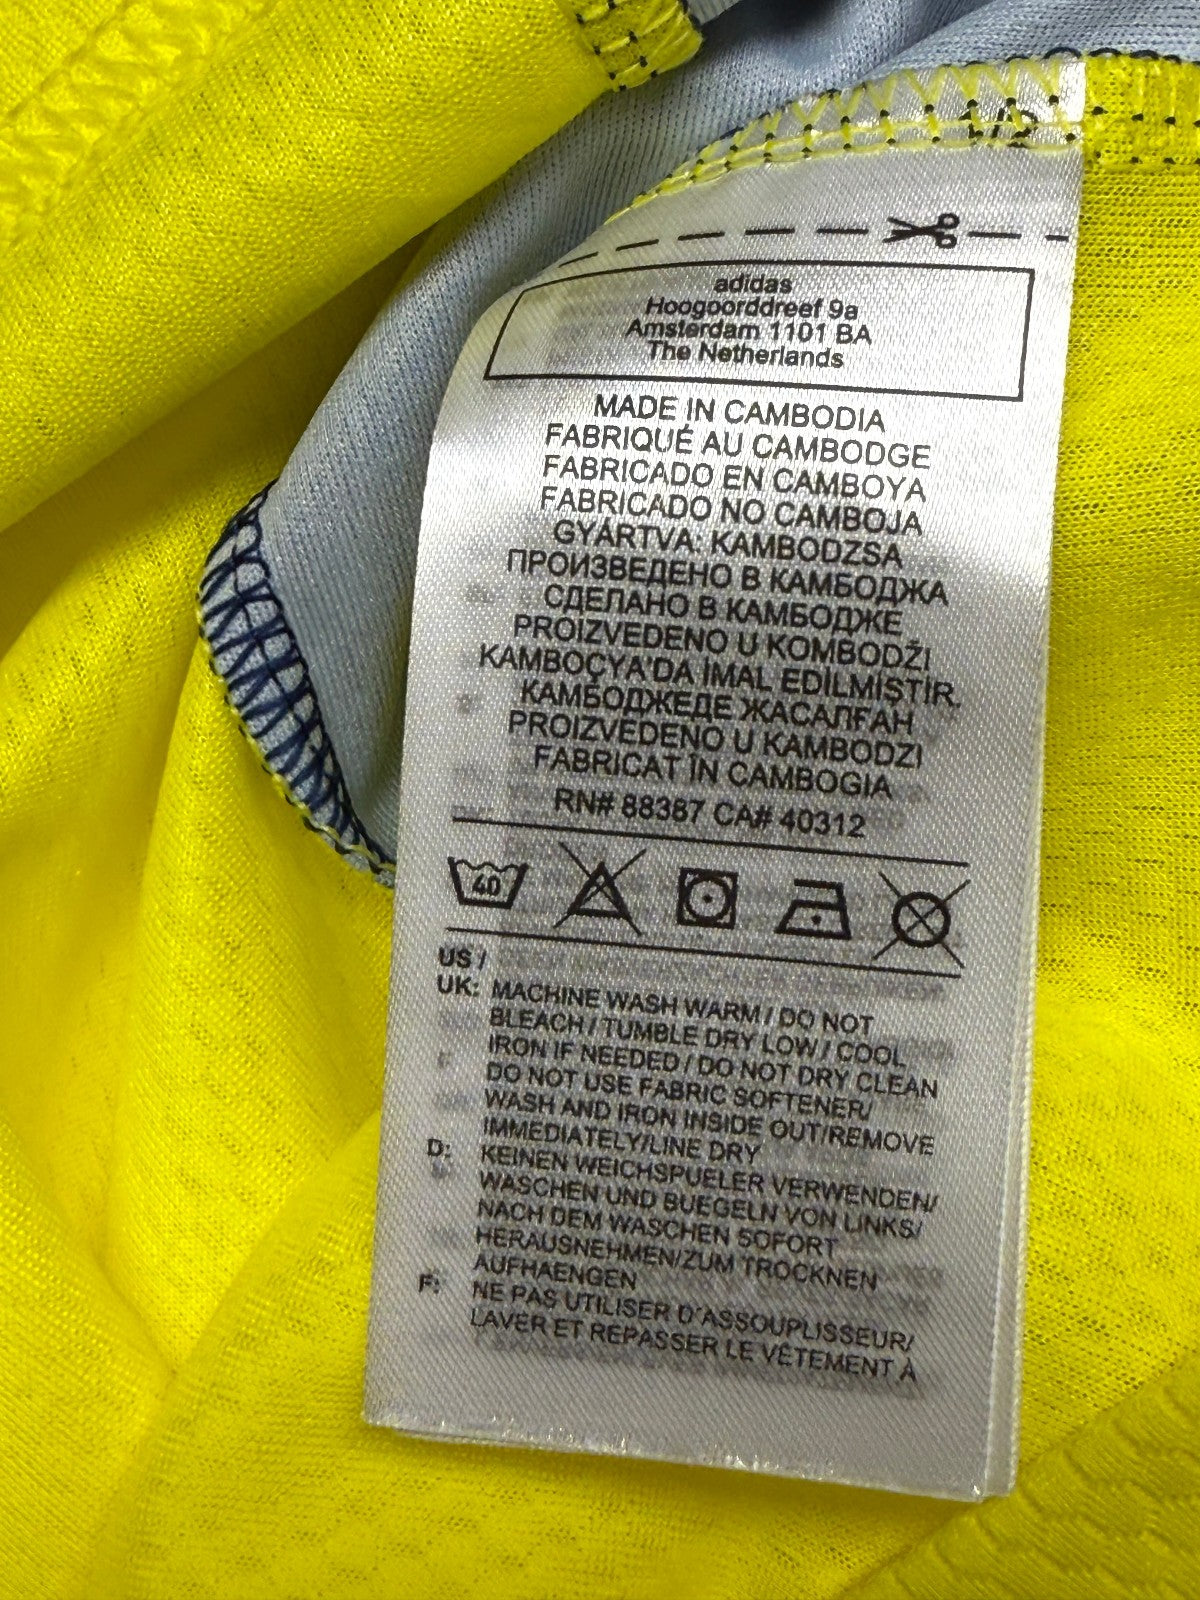 adidas
Hoogoorddreef 9a
Amsterdam 1101 BA
The Netherlands
MADE IN CAMBODIA
FABRIQUÉ AU CAMBODGE
FABRICADO EN CAMBOYA
FABRICADO NO CAMBOJA
GYÁRTVA: KAMBODZSA
ПРОИЗВЕДЕНО В КАМБОДЖА
СДЕЛАНО В КАМБОДЖЕ
PROIZVEDENO U KOMBODŽI
KAMBOÇYA'DA İMAL EDİLMİŞTİR.
КАМБОДЖЕДЕ ЖАСАЛҒАН
PROIZVEDENO U KAMBODZI
FABRICAT ÎN CAMBOGIA
RN# 88387 CA# 40312
40
US /
UK: MACHINE WASH WARM / DO NOT
BLEACH / TUMBLE DRY LOW / COOL
IRON IF NEEDED / DO NOT DRY CLEAN
DO NOT USE FABRIC SOFTENER/
WASH AND IRON INSIDE OUT/REMOVE
IMMEDIATELY/LINE DRY
D: KEINEN WEICHSPUELER VERWENDEN/
WASCHEN UND BUEGELN VON LINKS/
NACH DEM WASCHEN SOFORT
HERAUSNEHMEN/ZUM TROCKNEN
AUFHAENGEN
F: NE PAS UTILISER D'ASSOUPLISSEUR/
LAVER ET REPASSER LE VÊTEMENT À